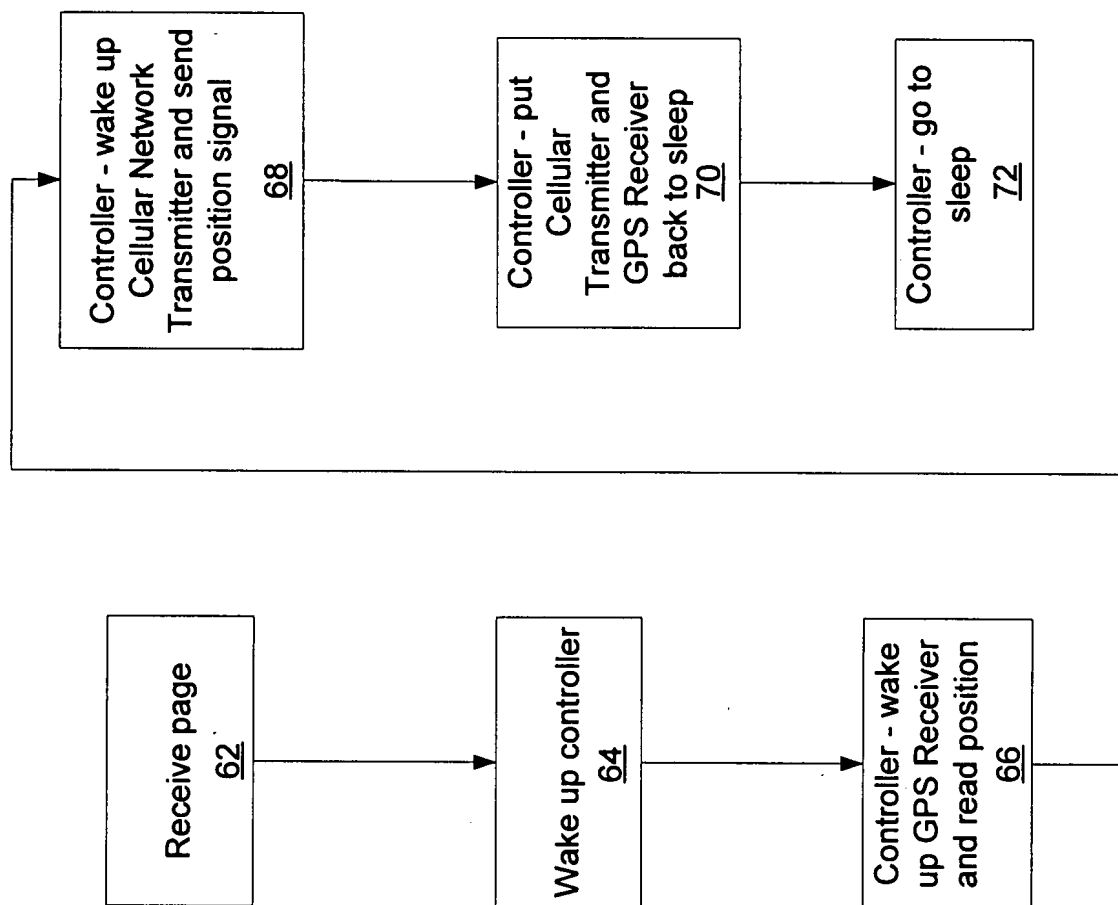 Receive page
62
Wake up controller
64
Controller - wake
up GPS Receiver
and read position
66
Controller - wake up
Cellular Network
Transmitter and send
position signal
68
Controller - put
Cellular
Transmitter and
GPS Receiver
back to sleep
70
Controller - go to
sleep
72